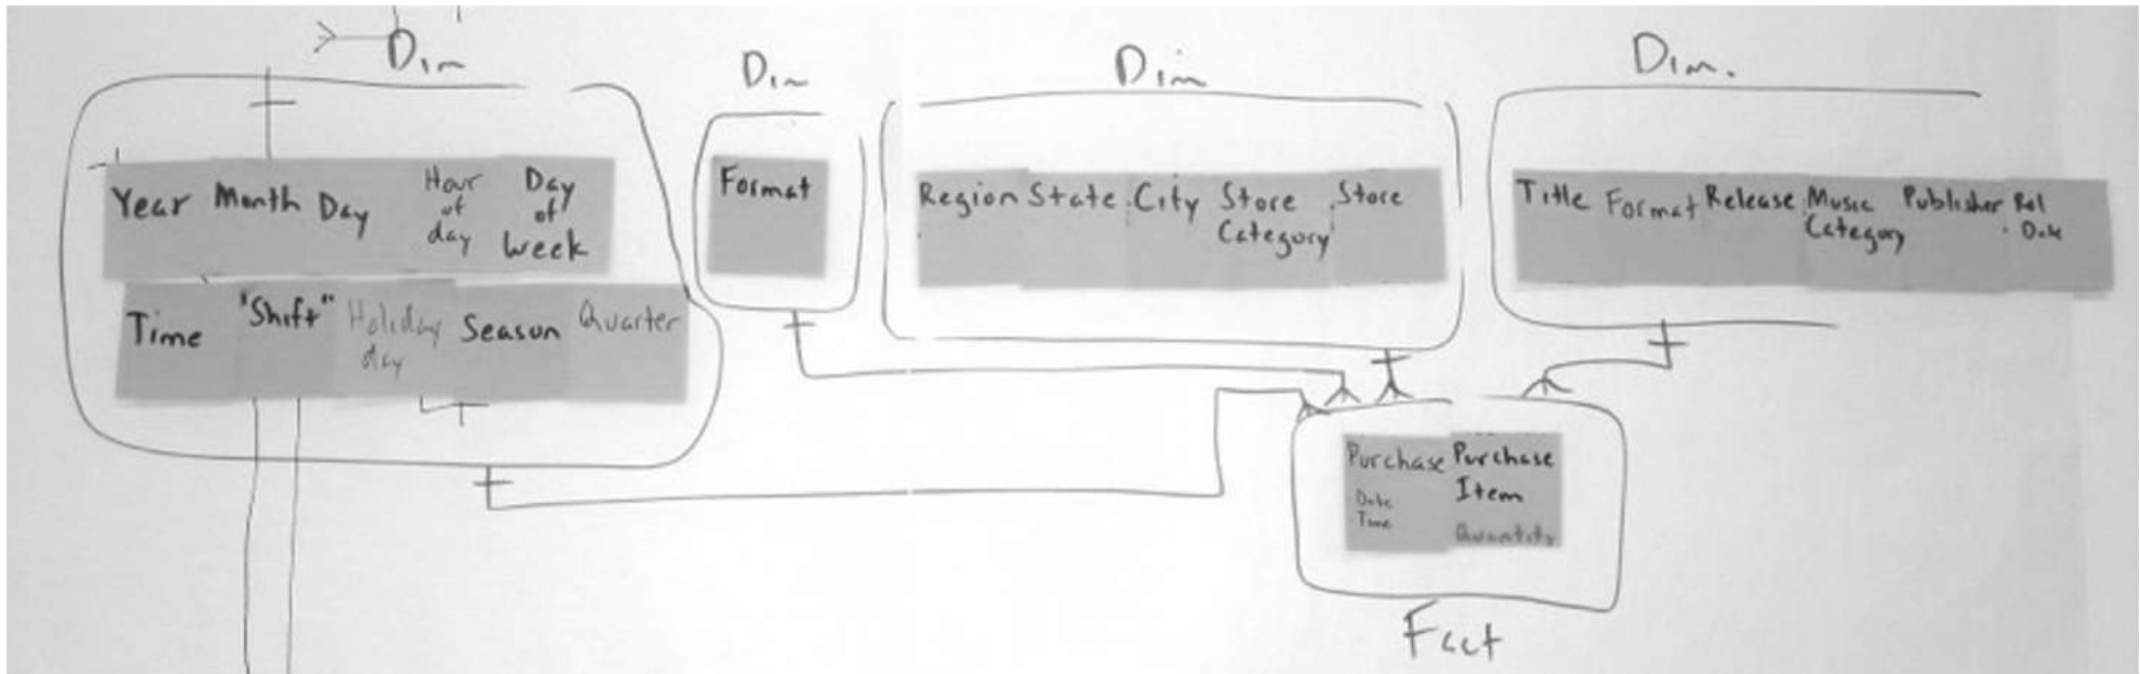 Dim
Dim
Dim
Dim.
Year Month Day Hour of day Day of Week
Time "Shift" Holiday day Season Quarter
Format
Region State City Store Category Store
Title Format Release Music Category Publisher Rel Date
Purchase Date Time
Purchase Item Quantity
Fact